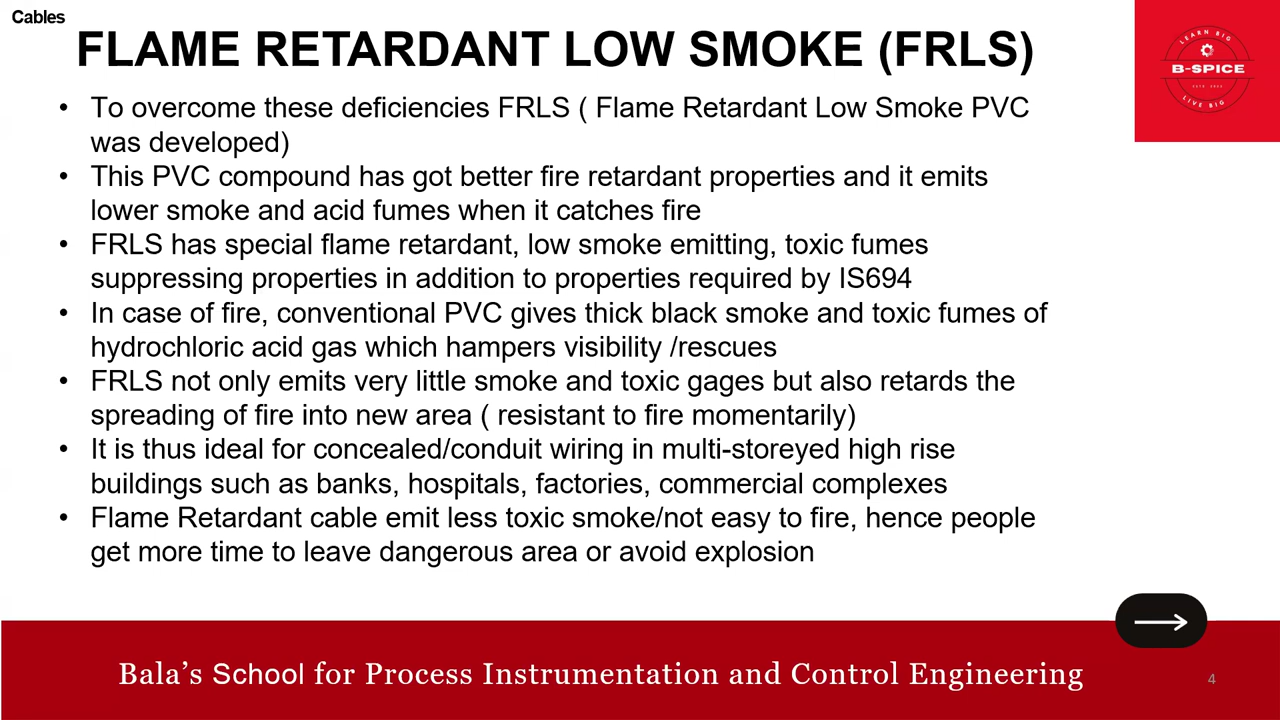 Cables
FLAME RETARDANT LOW SMOKE (FRLS)
LEARN BIG
B-SPICE
LIVE BIG
• To overcome these deficiencies FRLS ( Flame Retardant Low Smoke PVC
was developed)
• This PVC compound has got better fire retardant properties and it emits
lower smoke and acid fumes when it catches fire
• FRLS has special flame retardant, low smoke emitting, toxic fumes
suppressing properties in addition to properties required by IS694
• In case of fire, conventional PVC gives thick black smoke and toxic fumes of
hydrochloric acid gas which hampers visibility /rescues
• FRLS not only emits very little smoke and toxic gages but also retards the
spreading of fire into new area ( resistant to fire momentarily)
• It is thus ideal for concealed/conduit wiring in multi-storeyed high rise
buildings such as banks, hospitals, factories, commercial complexes
• Flame Retardant cable emit less toxic smoke/not easy to fire, hence people
get more time to leave dangerous area or avoid explosion
Bala’s School for Process Instrumentation and Control Engineering
4